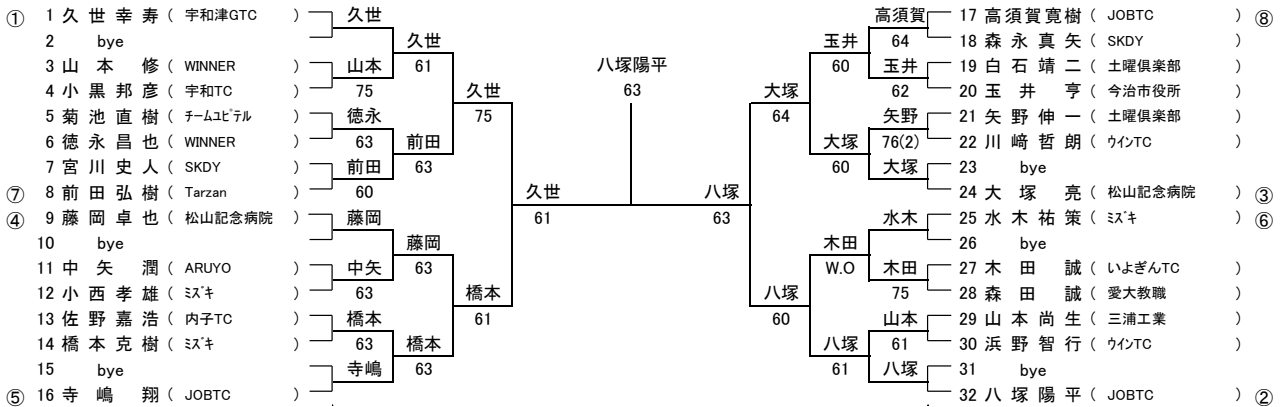 ① 1 久世幸寿 ( 宇和津GTC )
2 bye
3 山本 修 ( WINNER )
4 小黒邦彦 ( 宇和TC )
5 菊池直樹 ( ﾁｰﾑﾕﾋﾟﾃﾙ )
6 徳永昌也 ( WINNER )
7 宮川史人 ( SKDY )
⑦ 8 前田弘樹 ( Tarzan )
④ 9 藤岡卓也 ( 松山記念病院 )
10 bye
11 中矢 潤 ( ARUYO )
12 小西孝雄 ( ﾐｽﾞｷ )
13 佐野嘉浩 ( 内子TC )
14 橋本克樹 ( ﾐｽﾞｷ )
15 bye
⑤ 16 寺嶋 翔 ( JOBTC )
久世
山本
75
徳永
63
前田
60
藤岡
中矢
63
橋本
63
寺嶋
久世
61
前田
63
藤岡
63
橋本
63
久世
75
橋本
61
久世
61
八塚陽平
63
八塚
63
大塚
64
八塚
60
玉井
60
大塚
60
木田
W.O
八塚
61
高須賀
64
玉井
62
矢野
76(2)
大塚
水木
木田
75
山本
61
八塚
17 高須賀寛樹 ( JOBTC ) ⑧
18 森永真矢 ( SKDY )
19 白石靖二 ( 土曜倶楽部 )
20 玉井 亨 ( 今治市役所 )
21 矢野伸一 ( 土曜倶楽部 )
22 川﨑哲朗 ( ｳｲﾝTC )
23 bye
24 大塚 亮 ( 松山記念病院 ) ③
25 水木祐策 ( ﾐｽﾞｷ ) ⑥
26 bye
27 木田 誠 ( いよぎんTC )
28 森田 誠 ( 愛大教職 )
29 山本尚生 ( 三浦工業 )
30 浜野智行 ( ｳｲﾝTC )
31 bye
32 八塚陽平 ( JOBTC ) ②